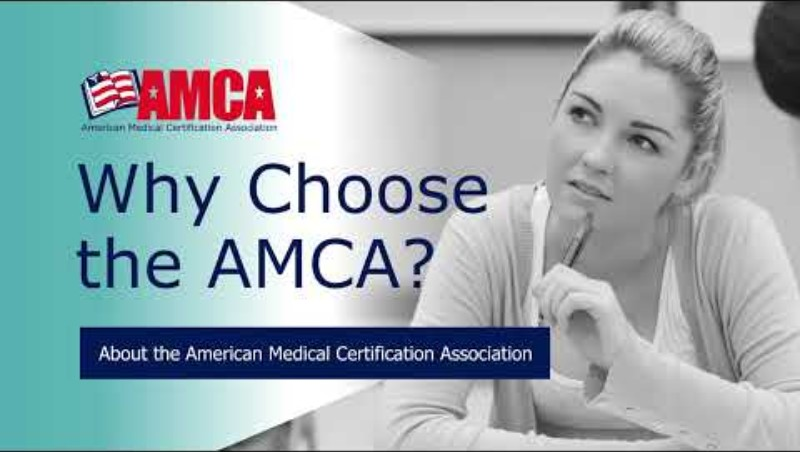 AMCA
American Medical Certification Association
Why Choose
the AMCA?
About the American Medical Certification Association